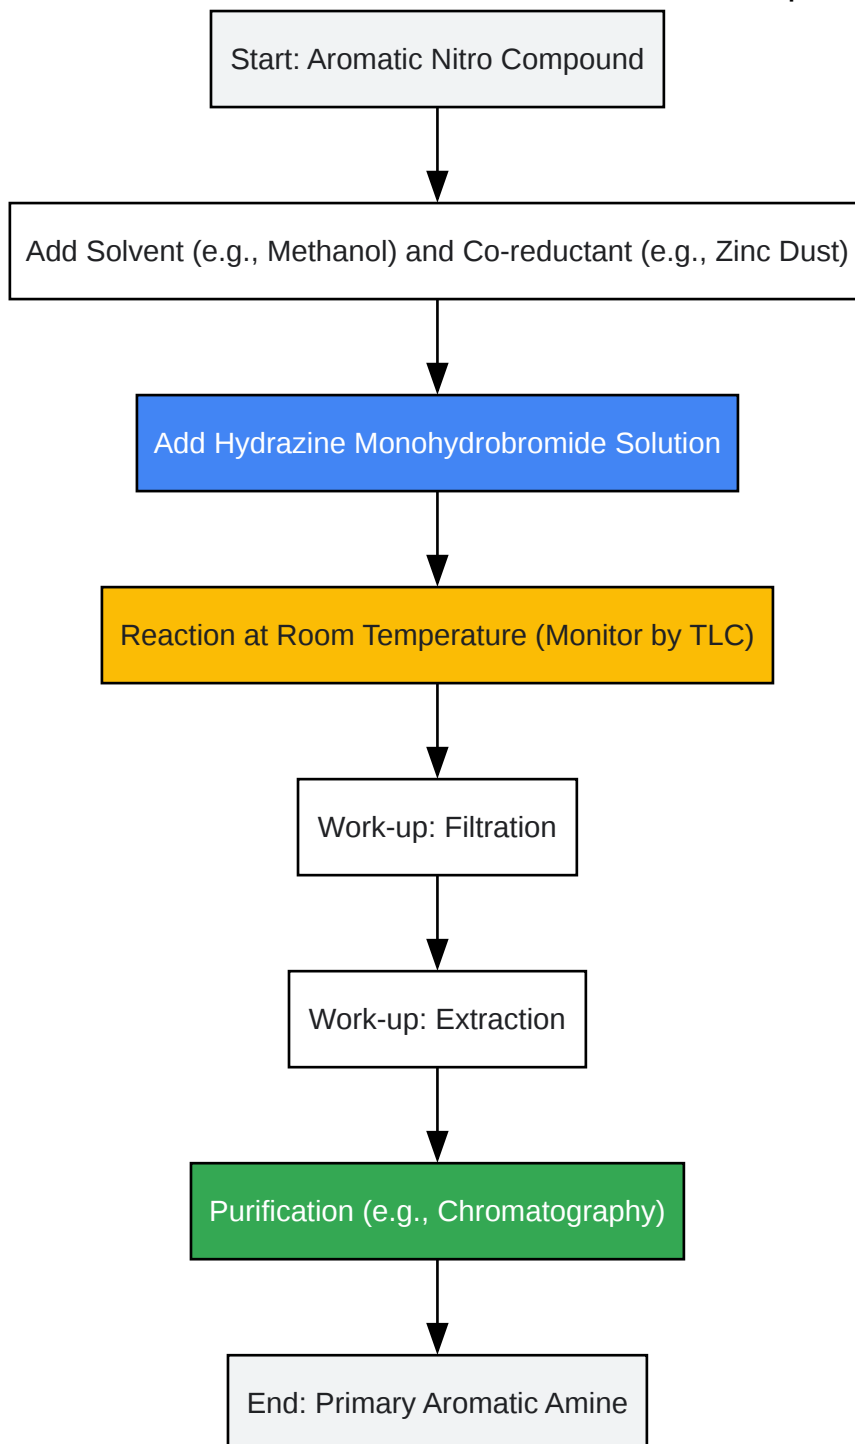 Start: Aromatic Nitro Compound
Add Solvent (e.g., Methanol) and Co-reductant (e.g., Zinc Dust)
Add Hydrazine Monohydrobromide Solution
Reaction at Room Temperature (Monitor by TLC)
Work-up: Filtration
Work-up: Extraction
Purification (e.g., Chromatography)
End: Primary Aromatic Amine